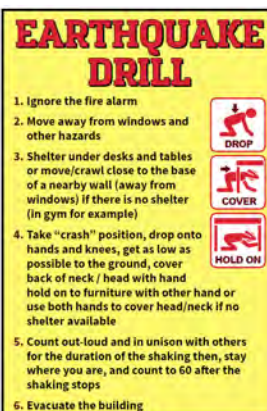 EARTHQUAKE
DRILL
1. Ignore the fire alarm
2. Move away from windows and
other hazards
3. Shelter under desks and tables
or move/crawl close to the base
of a nearby wall (away from
windows) if there is no shelter
(in gym for example)
4. Take “crash” position, drop onto
hands and knees, get as low as
possible to the ground, cover
back of neck / head with hand
hold on to furniture with other hand or
use both hands to cover head/neck if no
shelter available
5. Count out-loud and in unison with others
for the duration of the shaking then, stay
where you are, and count to 60 after the
shaking stops
6. Evacuate the building
DROP
COVER
HOLD ON